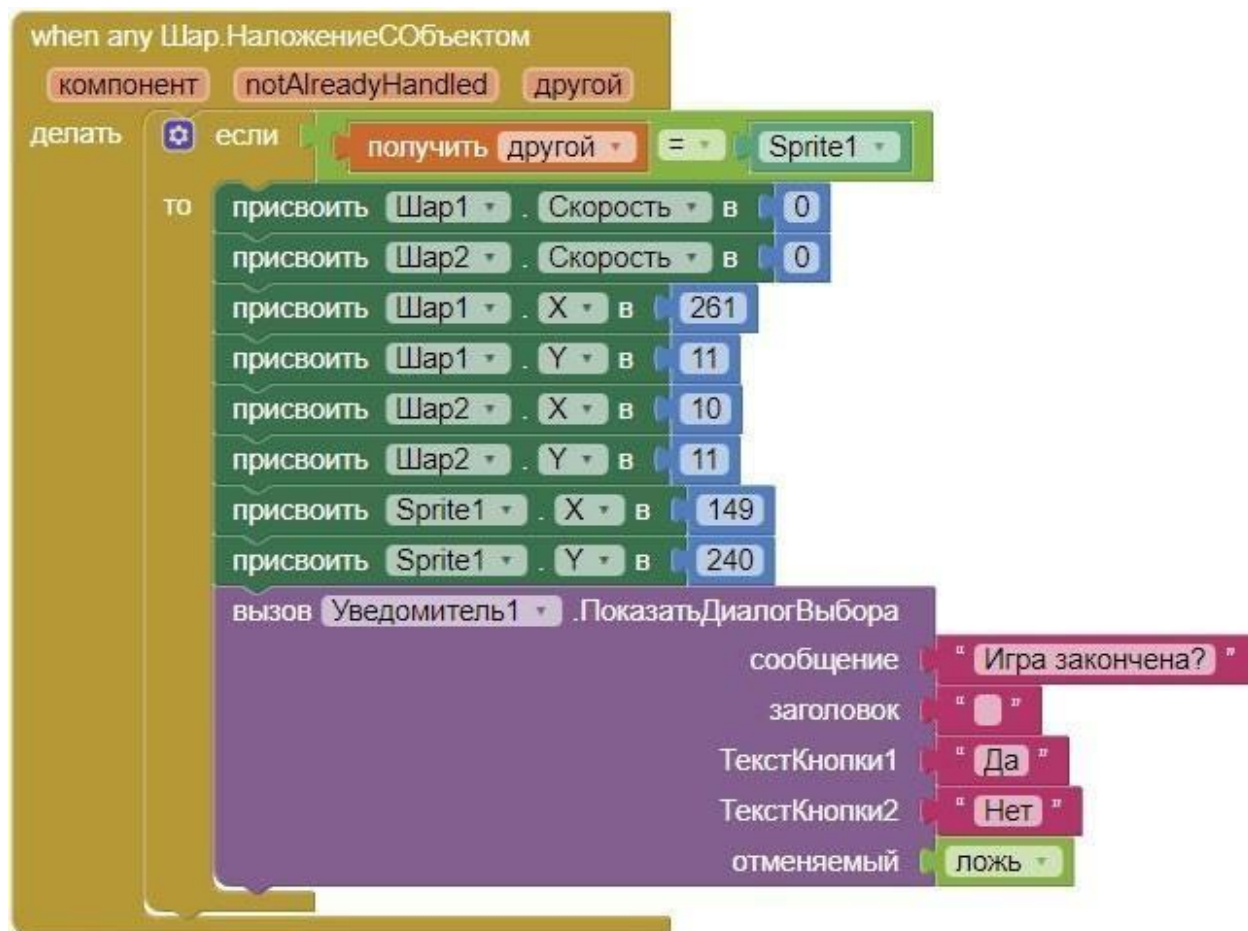 when any Шар.НаложениеСОбъектом
компонент notAlreadyHandled другой
делать если получить другой = Sprite1
то присвоить Шар1 . Скорость в 0
присвоить Шар2 . Скорость в 0
присвоить Шар1 . X в 261
присвоить Шар1 . Y в 11
присвоить Шар2 . X в 10
присвоить Шар2 . Y в 11
присвоить Sprite1 . X в 149
присвоить Sprite1 . Y в 240
вызов Уведомитель1 .ПоказатьДиалогВыбора
сообщение “ Игра закончена? ”
заголовок “ ”
ТекстКнопки1 “ Да ”
ТекстКнопки2 “ Нет ”
отменяемый ложь